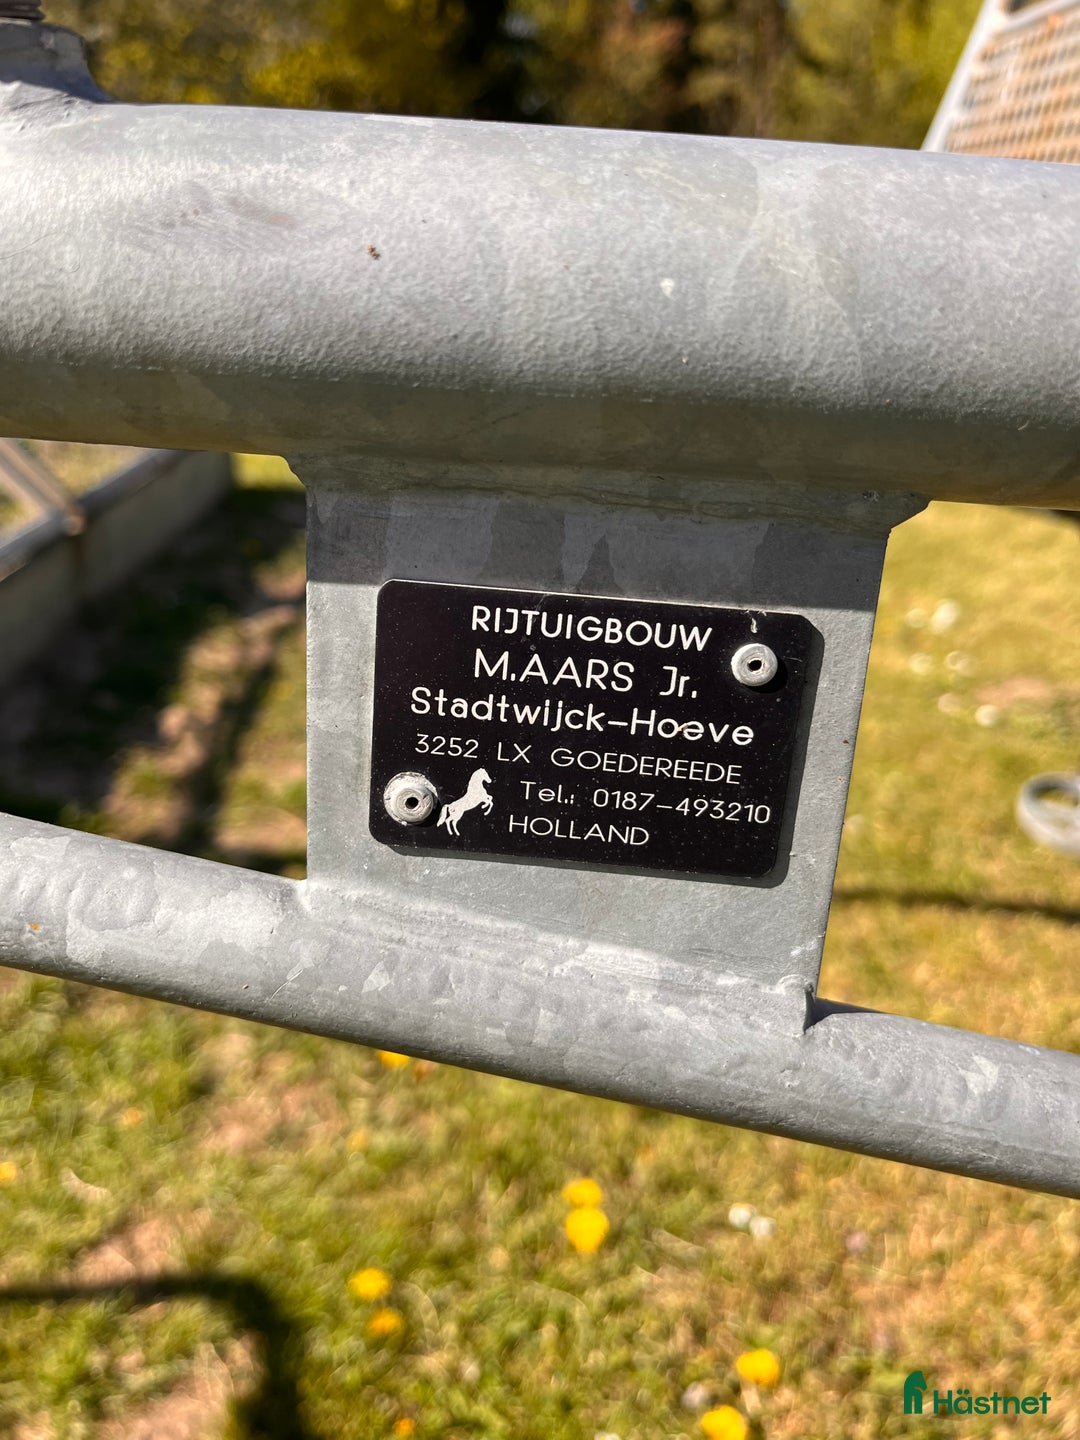 RIJTUIGBOUW
M.AARS Jr.
Stadtwijck-Hoeve
3252 LX GOEDEREEDE
Tel.: 0187-493210
HOLLAND
Hästnet